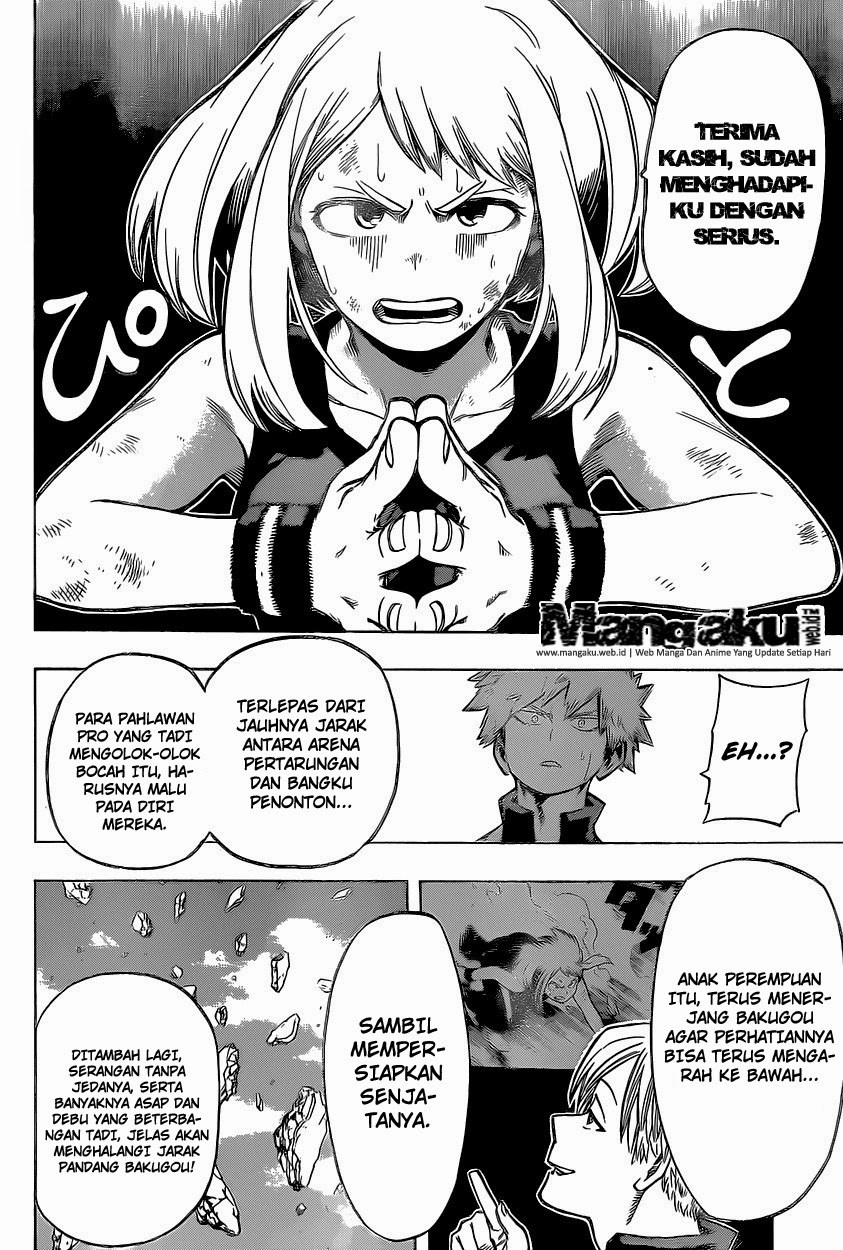 TERIMA
KASIH, SUDAH
MENGHADAPI-
KU DENGAN
SERIUS.
と
ぴ
Mangaku
web.id
www.mangaku.web.id | Web Manga Dan Anime Yang Update Setiap Hari
EH...?
TERLEPAS DARI
JAUHNYA JARAK
ANTARA ARENA
PERTARUNGAN
DAN BANGKU
PENONTON...
PARA PAHLAWAN
PRO YANG TADI
MENGOLOK-OLOK
BOCAH ITU, HA-
RUSNYA MALU
PADA DIRI
MEREKA.
ANAK PEREMPUAN
ITU, TERUS MENER-
JANG BAKUGOU
AGAR PERHATIANNYA
BISA TERUS MENGA-
RAH KE BAWAH...
SAMBIL
MEMPER-
SIAPKAN
SENJA-
TANYA.
DITAMBAH LAGI,
SERANGAN TANPA
JEDANYA, SERTA
BANYAKNYA ASAP DAN
DEBU YANG BETERBA-
NGAN TADI, JELAS AKAN
MENGHALANGI JARAK
PANDANG BAKUGOU!